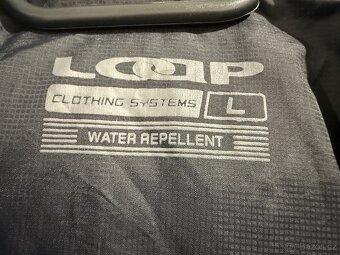 LOAP
CLOTHING SYSTEMS L
WATER REPELLENT